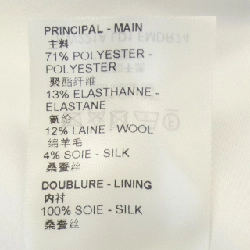 PRINCIPAL - MAIN
主料
71% POLYESTER -
POLYESTER
聚酯纤维
13% ELASTHANNE -
ELASTANE
氨纶
12% LAINE - WOOL
绵羊毛
4% SOIE - SILK
桑蚕丝
DOUBLURE - LINING
内衬
100% SOIE - SILK
桑蚕丝